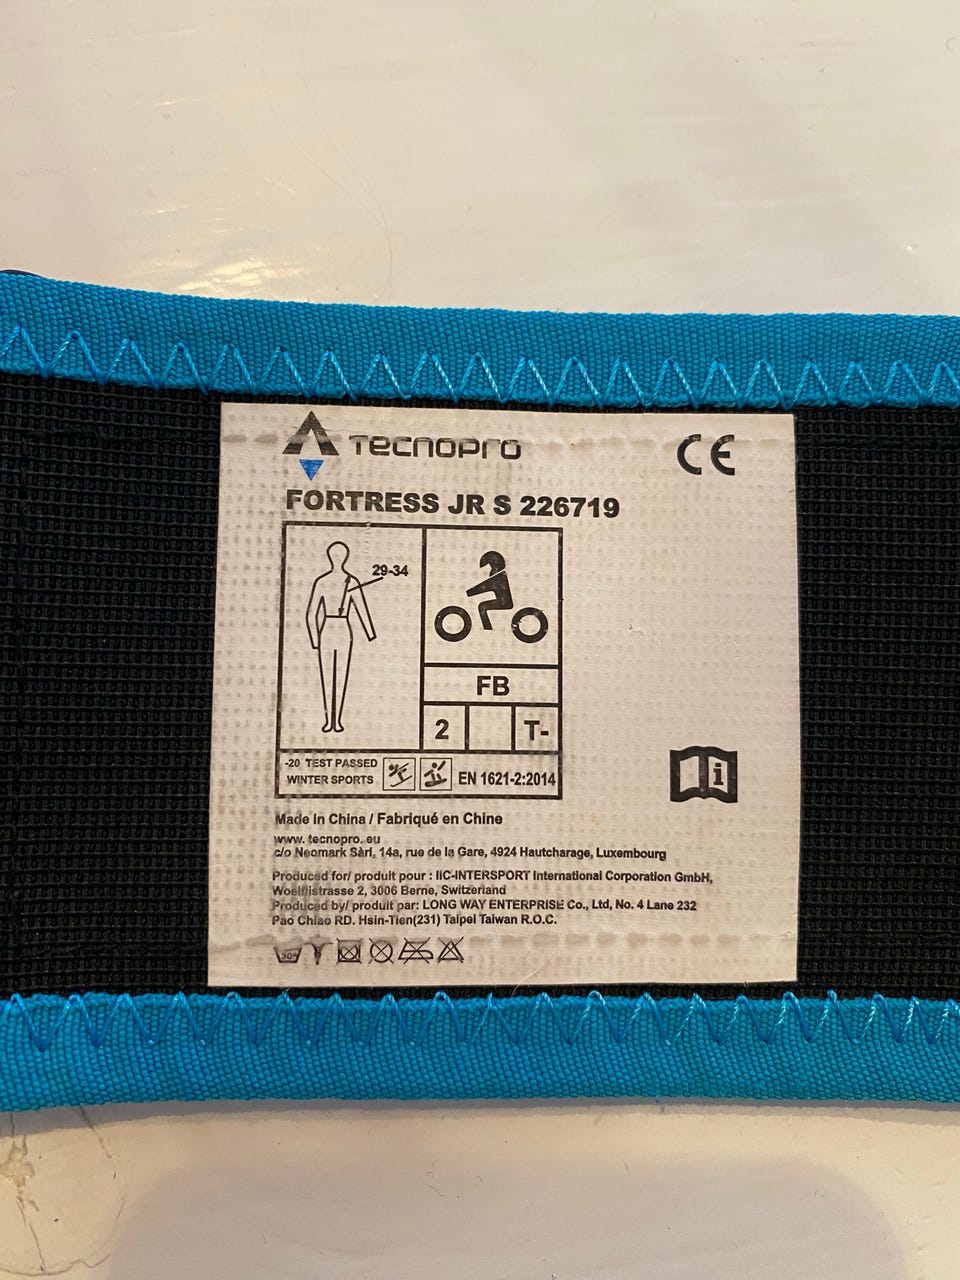 TECNOPRO
CE
FORTRESS JR S 226719
29-34
FB
2
T-
-20 TEST PASSED
WINTER SPORTS
EN 1621-2:2014
i
Made in China / Fabriqué en Chine
www. tecnopro. eu
c/o Neomark Sàrl, 14a, rue de la Gare, 4924 Hautcharage, Luxembourg
Produced for/ produit pour : IIC-INTERSPORT International Corporation GmbH,
Woelflistrasse 2, 3006 Berne, Switzerland
Produced by/ produit par: LONG WAY ENTERPRISE Co., Ltd, No. 4 Lane 232
Pao Chiao RD. Hsin-Tien(231) Taipei Taiwan R.O.C.
30°